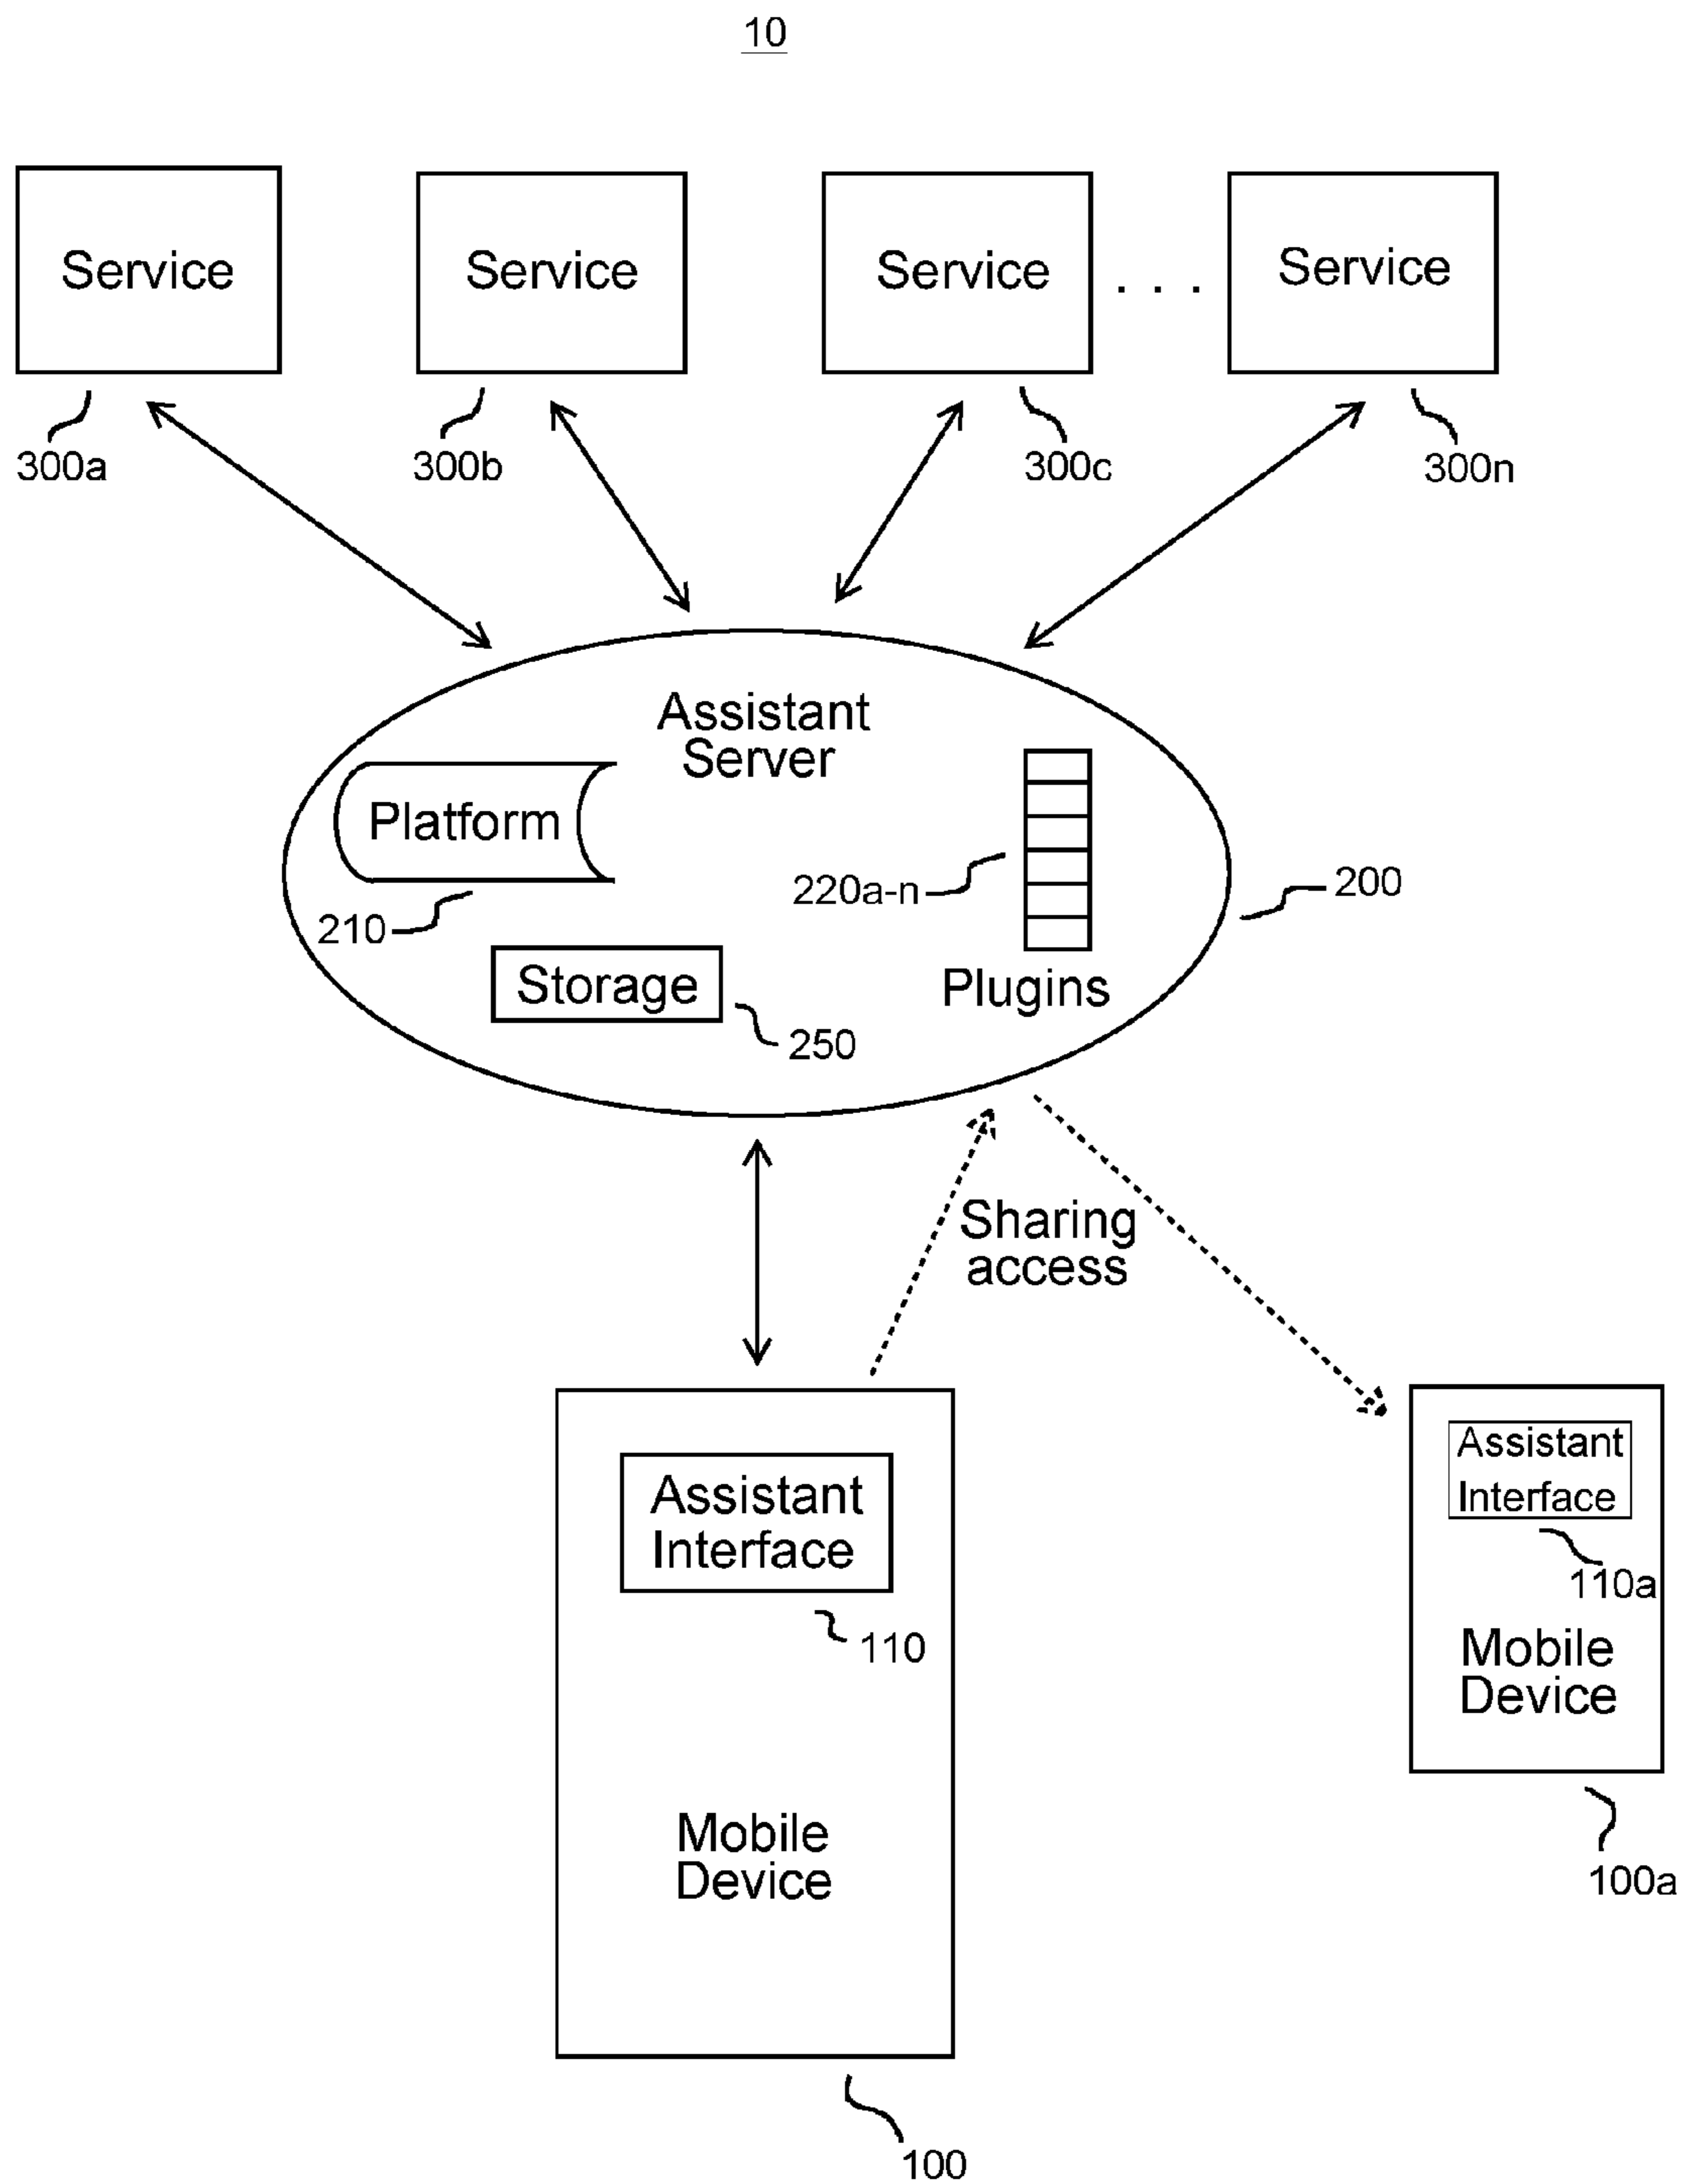 10
Service
Service
Service
. . .
Service
300a
300b
300c
300n
Assistant
Server
Platform
220a-n
200
210
Storage
Plugins
250
Sharing
access
Assistant
Interface
110
Mobile
Device
100
Assistant
Interface
110a
Mobile
Device
100a